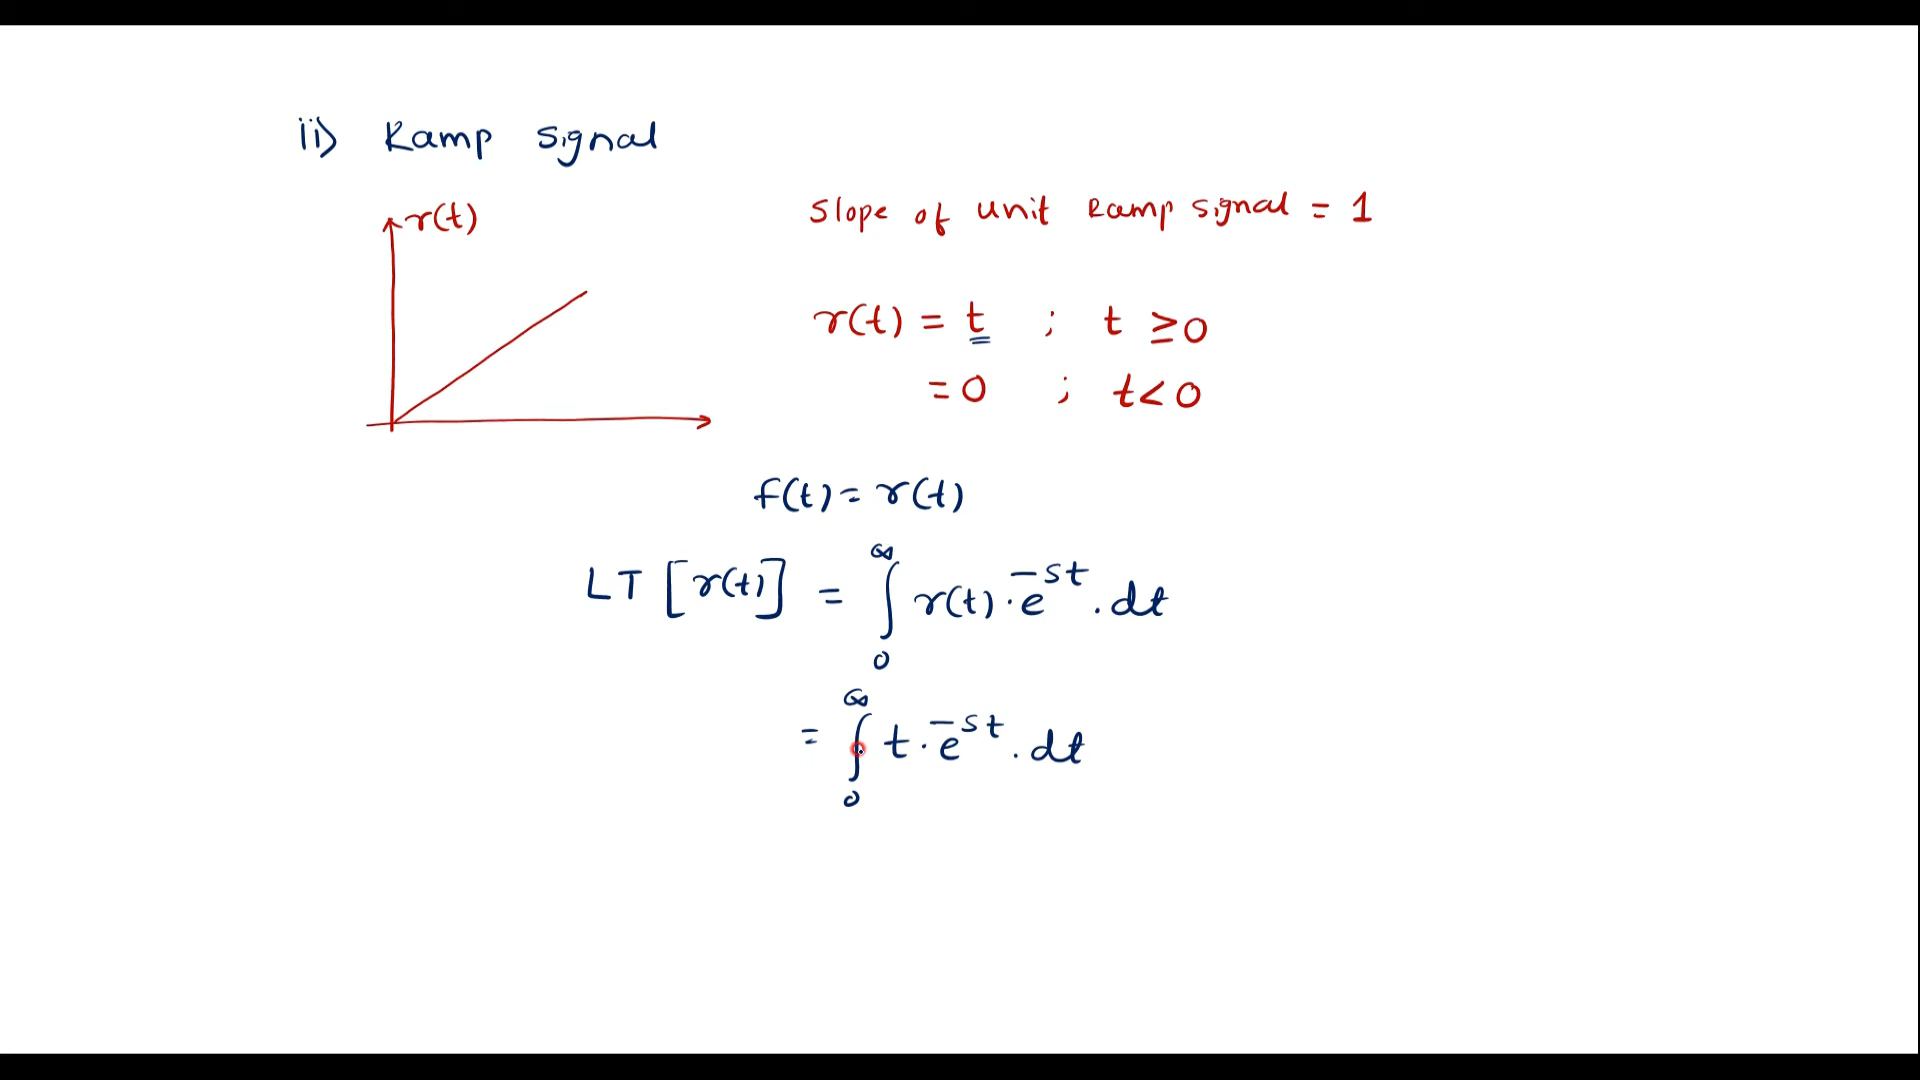 ii) Ramp signal
r(t)
slope of unit Ramp signal = 1
r(t) = t ; t ≥ 0
= 0 ; t < 0
f(t) = r(t)
LT [r(t)] = ∫₀^∞ r(t) · e^{-st} . dt
= ∫₀^∞ t · e^{-st} . dt